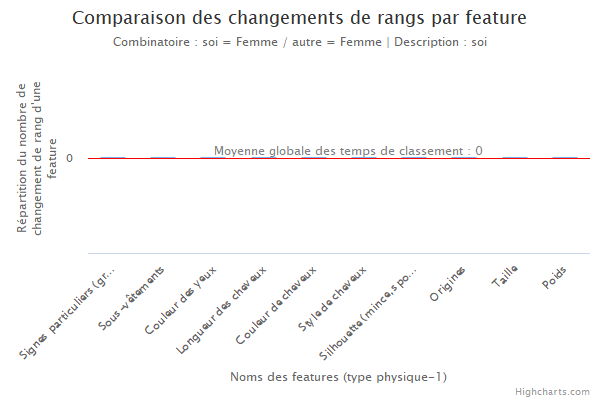 Comparaison des changements de rangs par feature
Combinatoire : soi = Femme / autre = Femme | Description : soi
Répartition du nombre de
changement de rang d'une
feature
0
Moyenne globale des temps de classement : 0
Signes particuliers (gr...
Sous-vêtements
Couleur des yeux
Longueur des cheveux
Couleur de cheveux
Style de cheveux
Silhouette (mince, s po...
Origines
Taille
Poids
Noms des features (type physique-1)
Highcharts.com